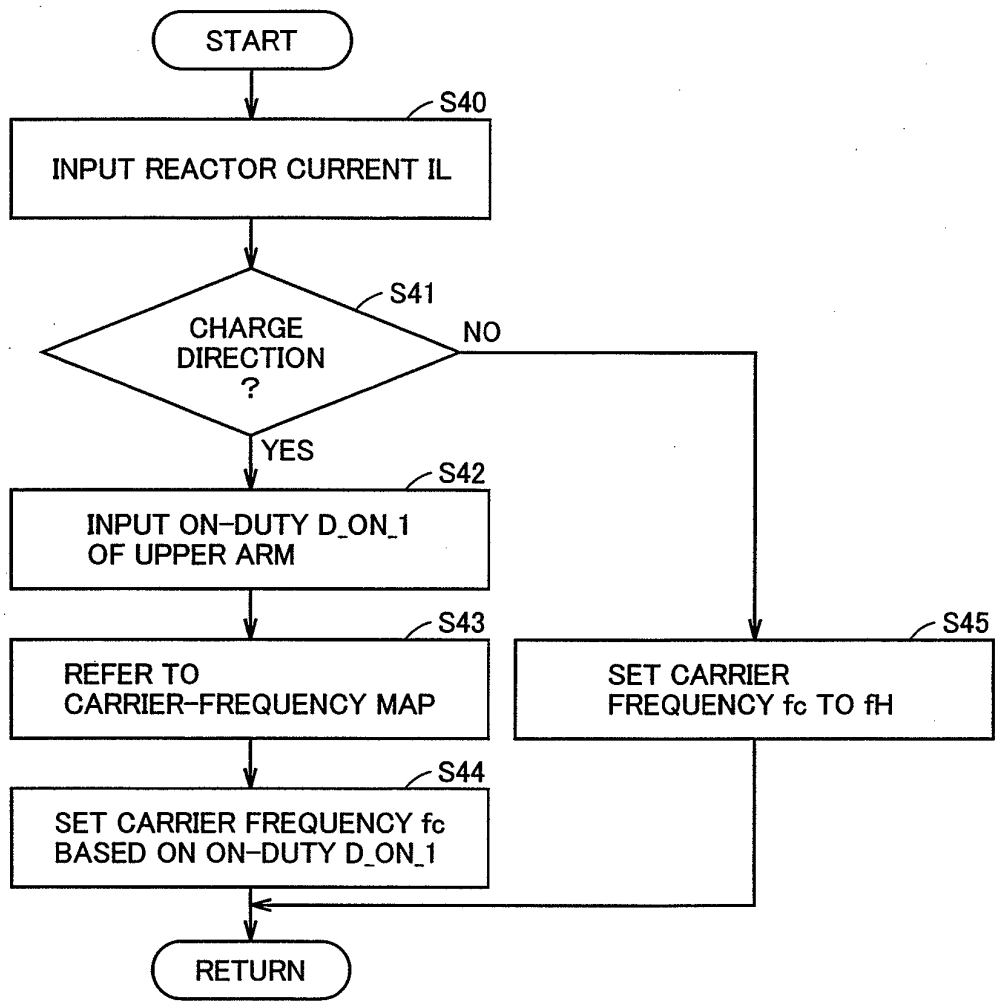 START
S40
INPUT REACTOR CURRENT IL
S41
CHARGE
DIRECTION
?
NO
YES
S42
INPUT ON-DUTY D_ON_1
OF UPPER ARM
S43
REFER TO
CARRIER-FREQUENCY MAP
S45
SET CARRIER
FREQUENCY fc TO fH
S44
SET CARRIER FREQUENCY fc
BASED ON ON-DUTY D_ON_1
RETURN